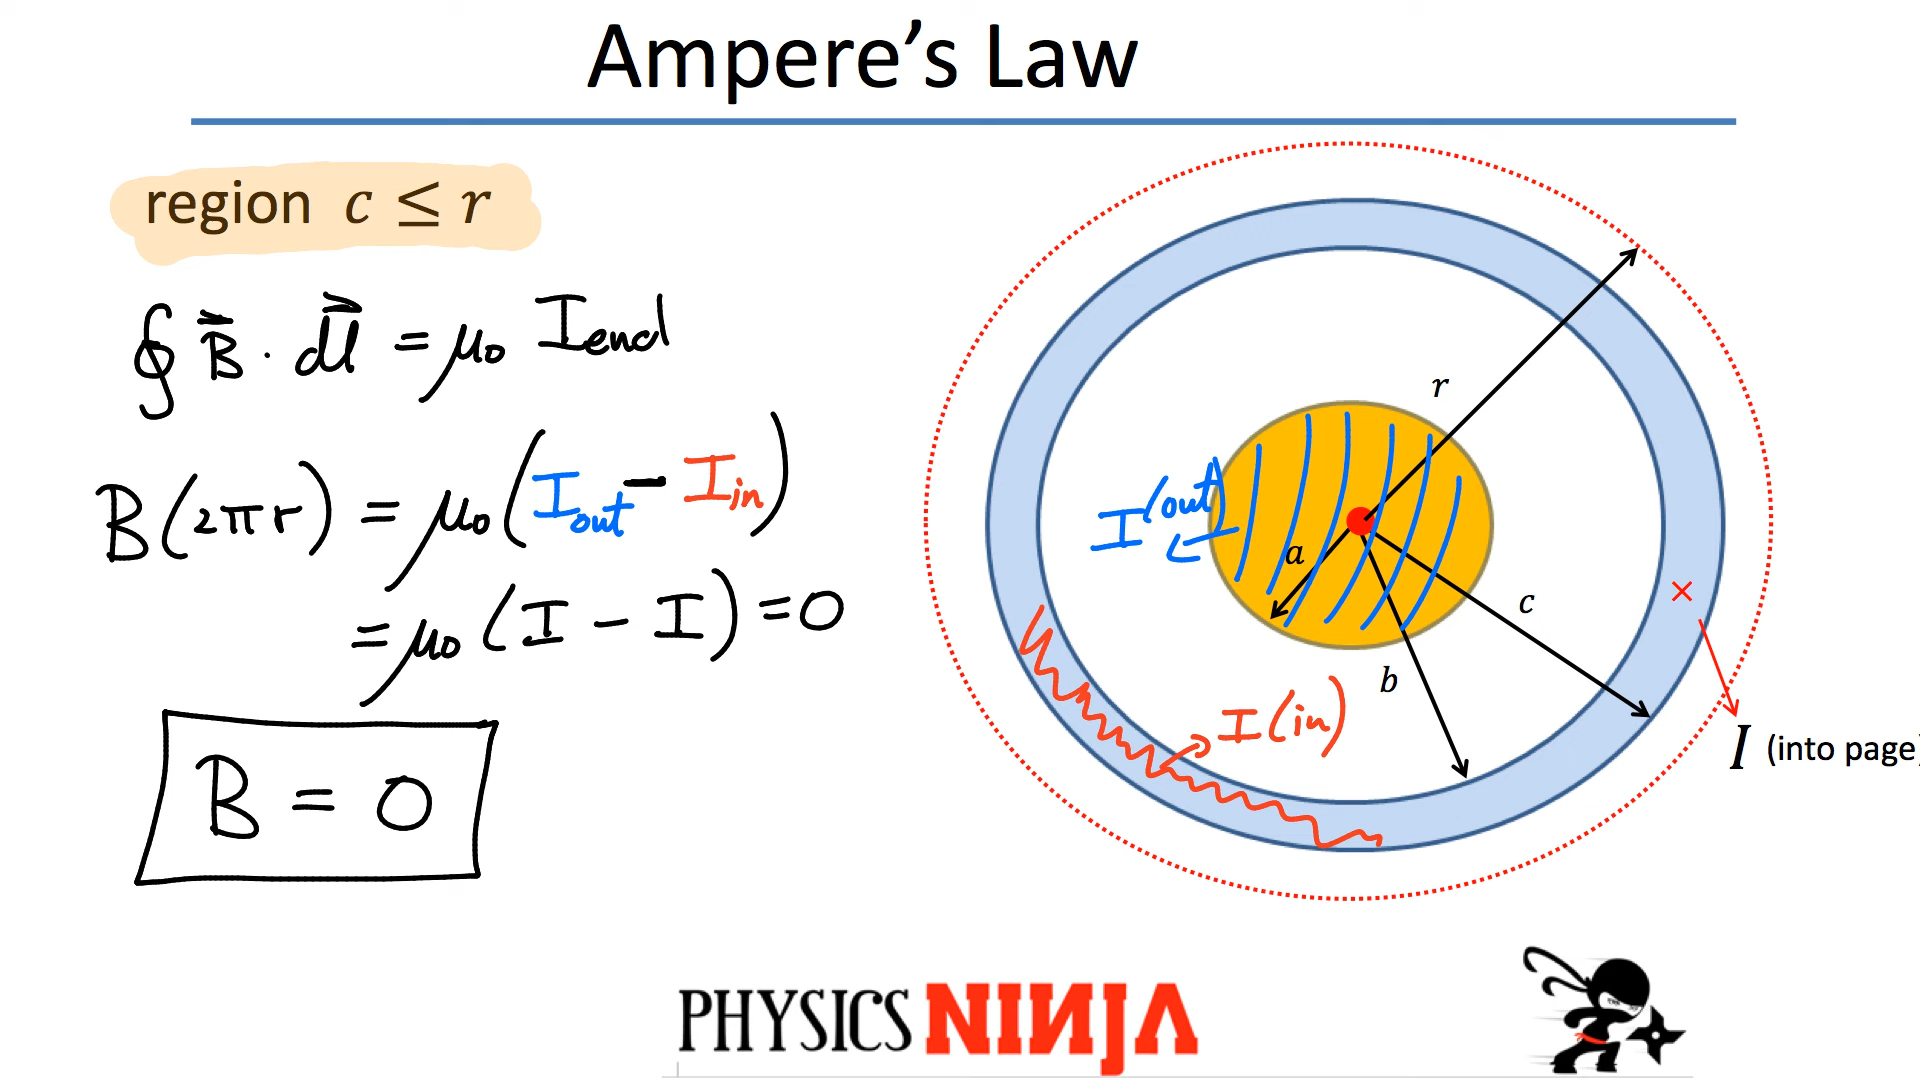 Ampere’s Law
region c ≤ r
∮ B⃗ · dl⃗ = μ₀ Iencl
B(2πr) = μ₀(Iout − Iin)
= μ₀(I − I) = 0
B = 0
r
I(out)
a
c
b
I(in)
×
I (into page)
PHYSICS NINJA